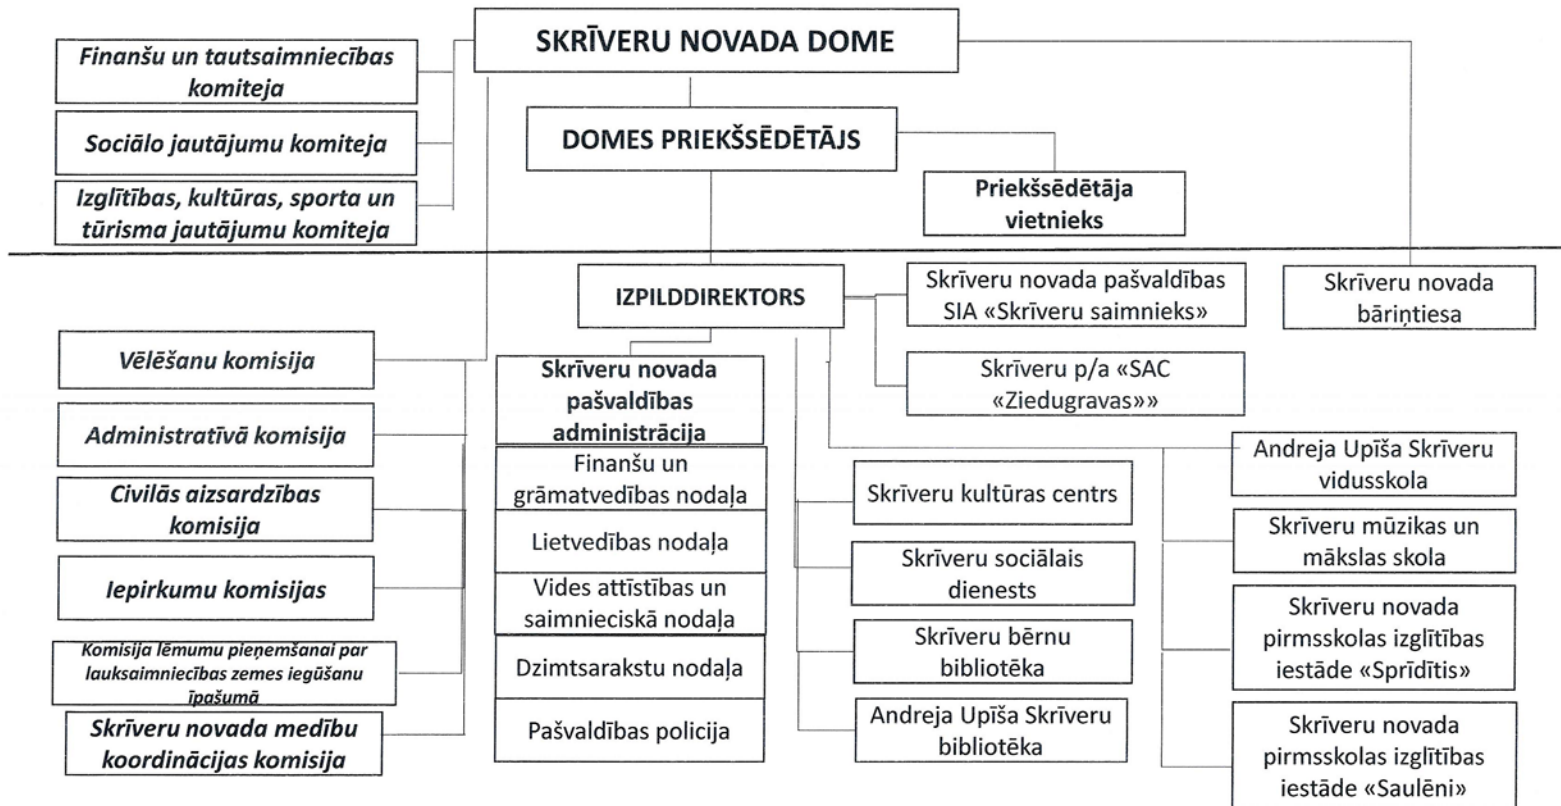 SKRĪVERU NOVADA DOME
Finanšu un tautsaimniecības
komiteja
Sociālo jautājumu komiteja
Izglītības, kultūras, sporta un
tūrisma jautājumu komiteja
DOMES PRIEKŠSĒDĒTĀJS
Priekšsēdētāja
vietnieks
IZPILDDIREKTORS
Skrīveru novada pašvaldības
SIA «Skrīveru saimnieks»
Skrīveru novada
bāriņtiesa
Skrīveru p/a «SAC
«Ziedugravas»»
Vēlēšanu komisija
Administratīvā komisija
Civilās aizsardzības
komisija
Iepirkumu komisijas
Komisija lēmumu pieņemšanai par
lauksaimniecības zemes iegūšanu
īpašumā
Skrīveru novada medību
koordinācijas komisija
Skrīveru novada
pašvaldības
administrācija
Finanšu un
grāmatvedības nodaļa
Lietvedības nodaļa
Vides attīstības un
saimnieciskā nodaļa
Dzimtsarakstu nodaļa
Pašvaldības policija
Skrīveru kultūras centrs
Skrīveru sociālais
dienests
Skrīveru bērnu
bibliotēka
Andreja Upīša Skrīveru
bibliotēka
Andreja Upīša Skrīveru
vidusskola
Skrīveru mūzikas un
mākslas skola
Skrīveru novada
pirmsskolas izglītības
iestāde «Sprīdītis»
Skrīveru novada
pirmsskolas izglītības
iestāde «Saulēni»